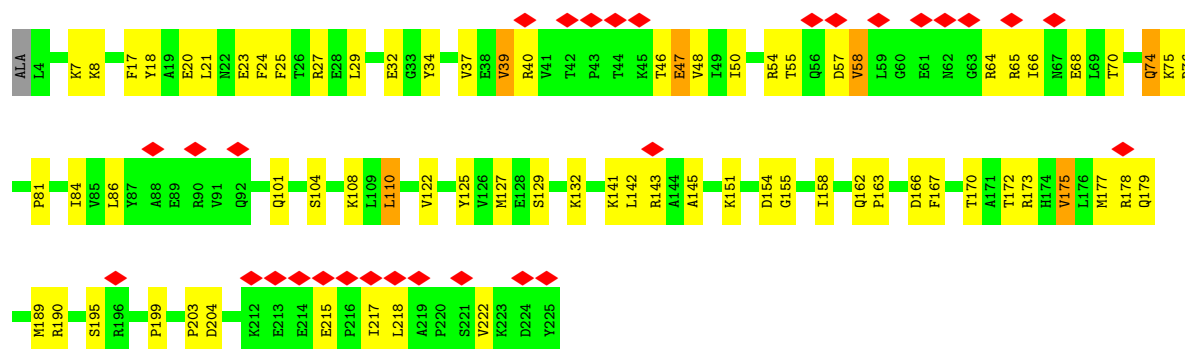 ALA L4 K7 K8 F17 Y18 A19 E20 L21 N22 E23 F24 F25 T26 R27 E28 L29 E32 G33 Y34 V37 E38 V39 R40 V41 T42 P43 T44 K45 T46 E47 V48 I49 I50 R54 T55 Q56 D57 V58 L59 G60 E61 N62 G63 R64 R65 I66 N67 E68 L69 T70 Q74 K75
P81 I84 V85 L86 Y87 A88 E89 R90 V91 Q92 Q101 S104 K108 L109 L110 V122 Y125 V126 M127 E128 S129 K132 K141 L142 R143 A144 A145 K151 D154 G155 I158 Q162 P163 D166 F167 T170 A171 T172 R173 H174 V175 L176 M177 R178 Q179
M189 R190 S195 R196 P199 P203 D204 K212 E213 E214 E215 P216 I217 L218 A219 P220 S221 V222 K223 D224 Y225